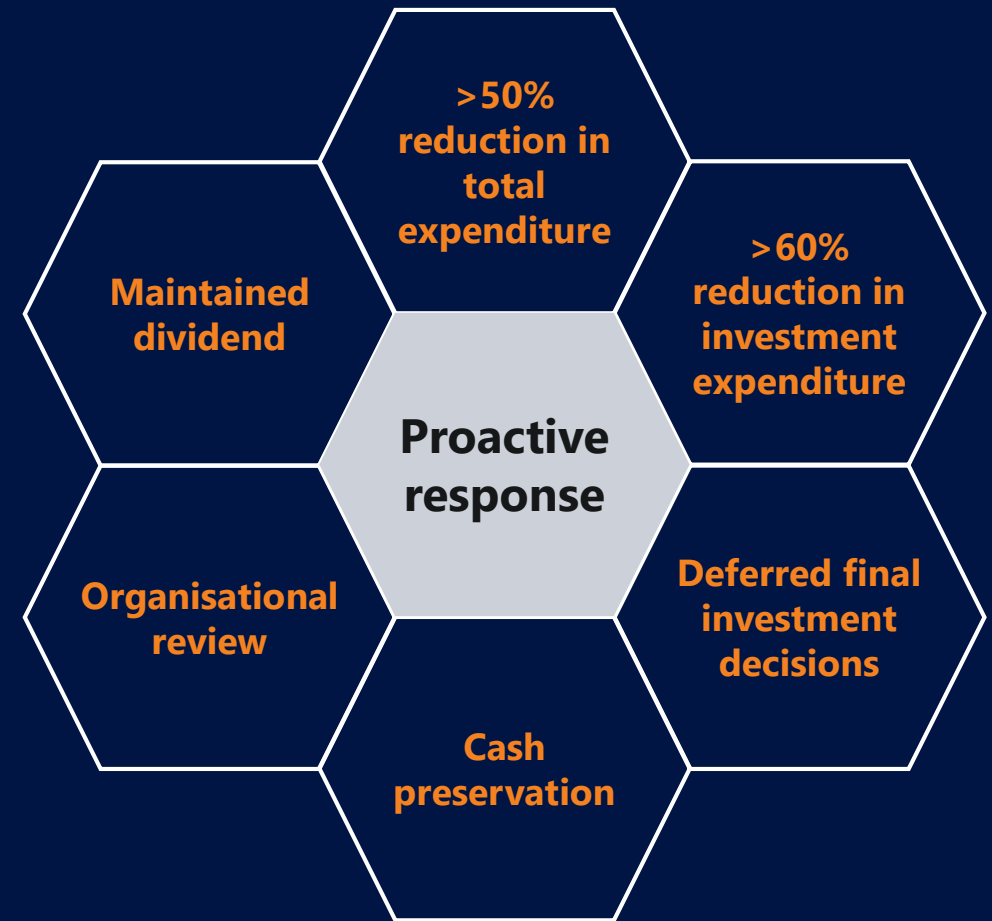 >50%
reduction in
total
expenditure
>60%
reduction in
investment
expenditure
Maintained
dividend
Proactive
response
Deferred final
investment
decisions
Organisational
review
Cash
preservation